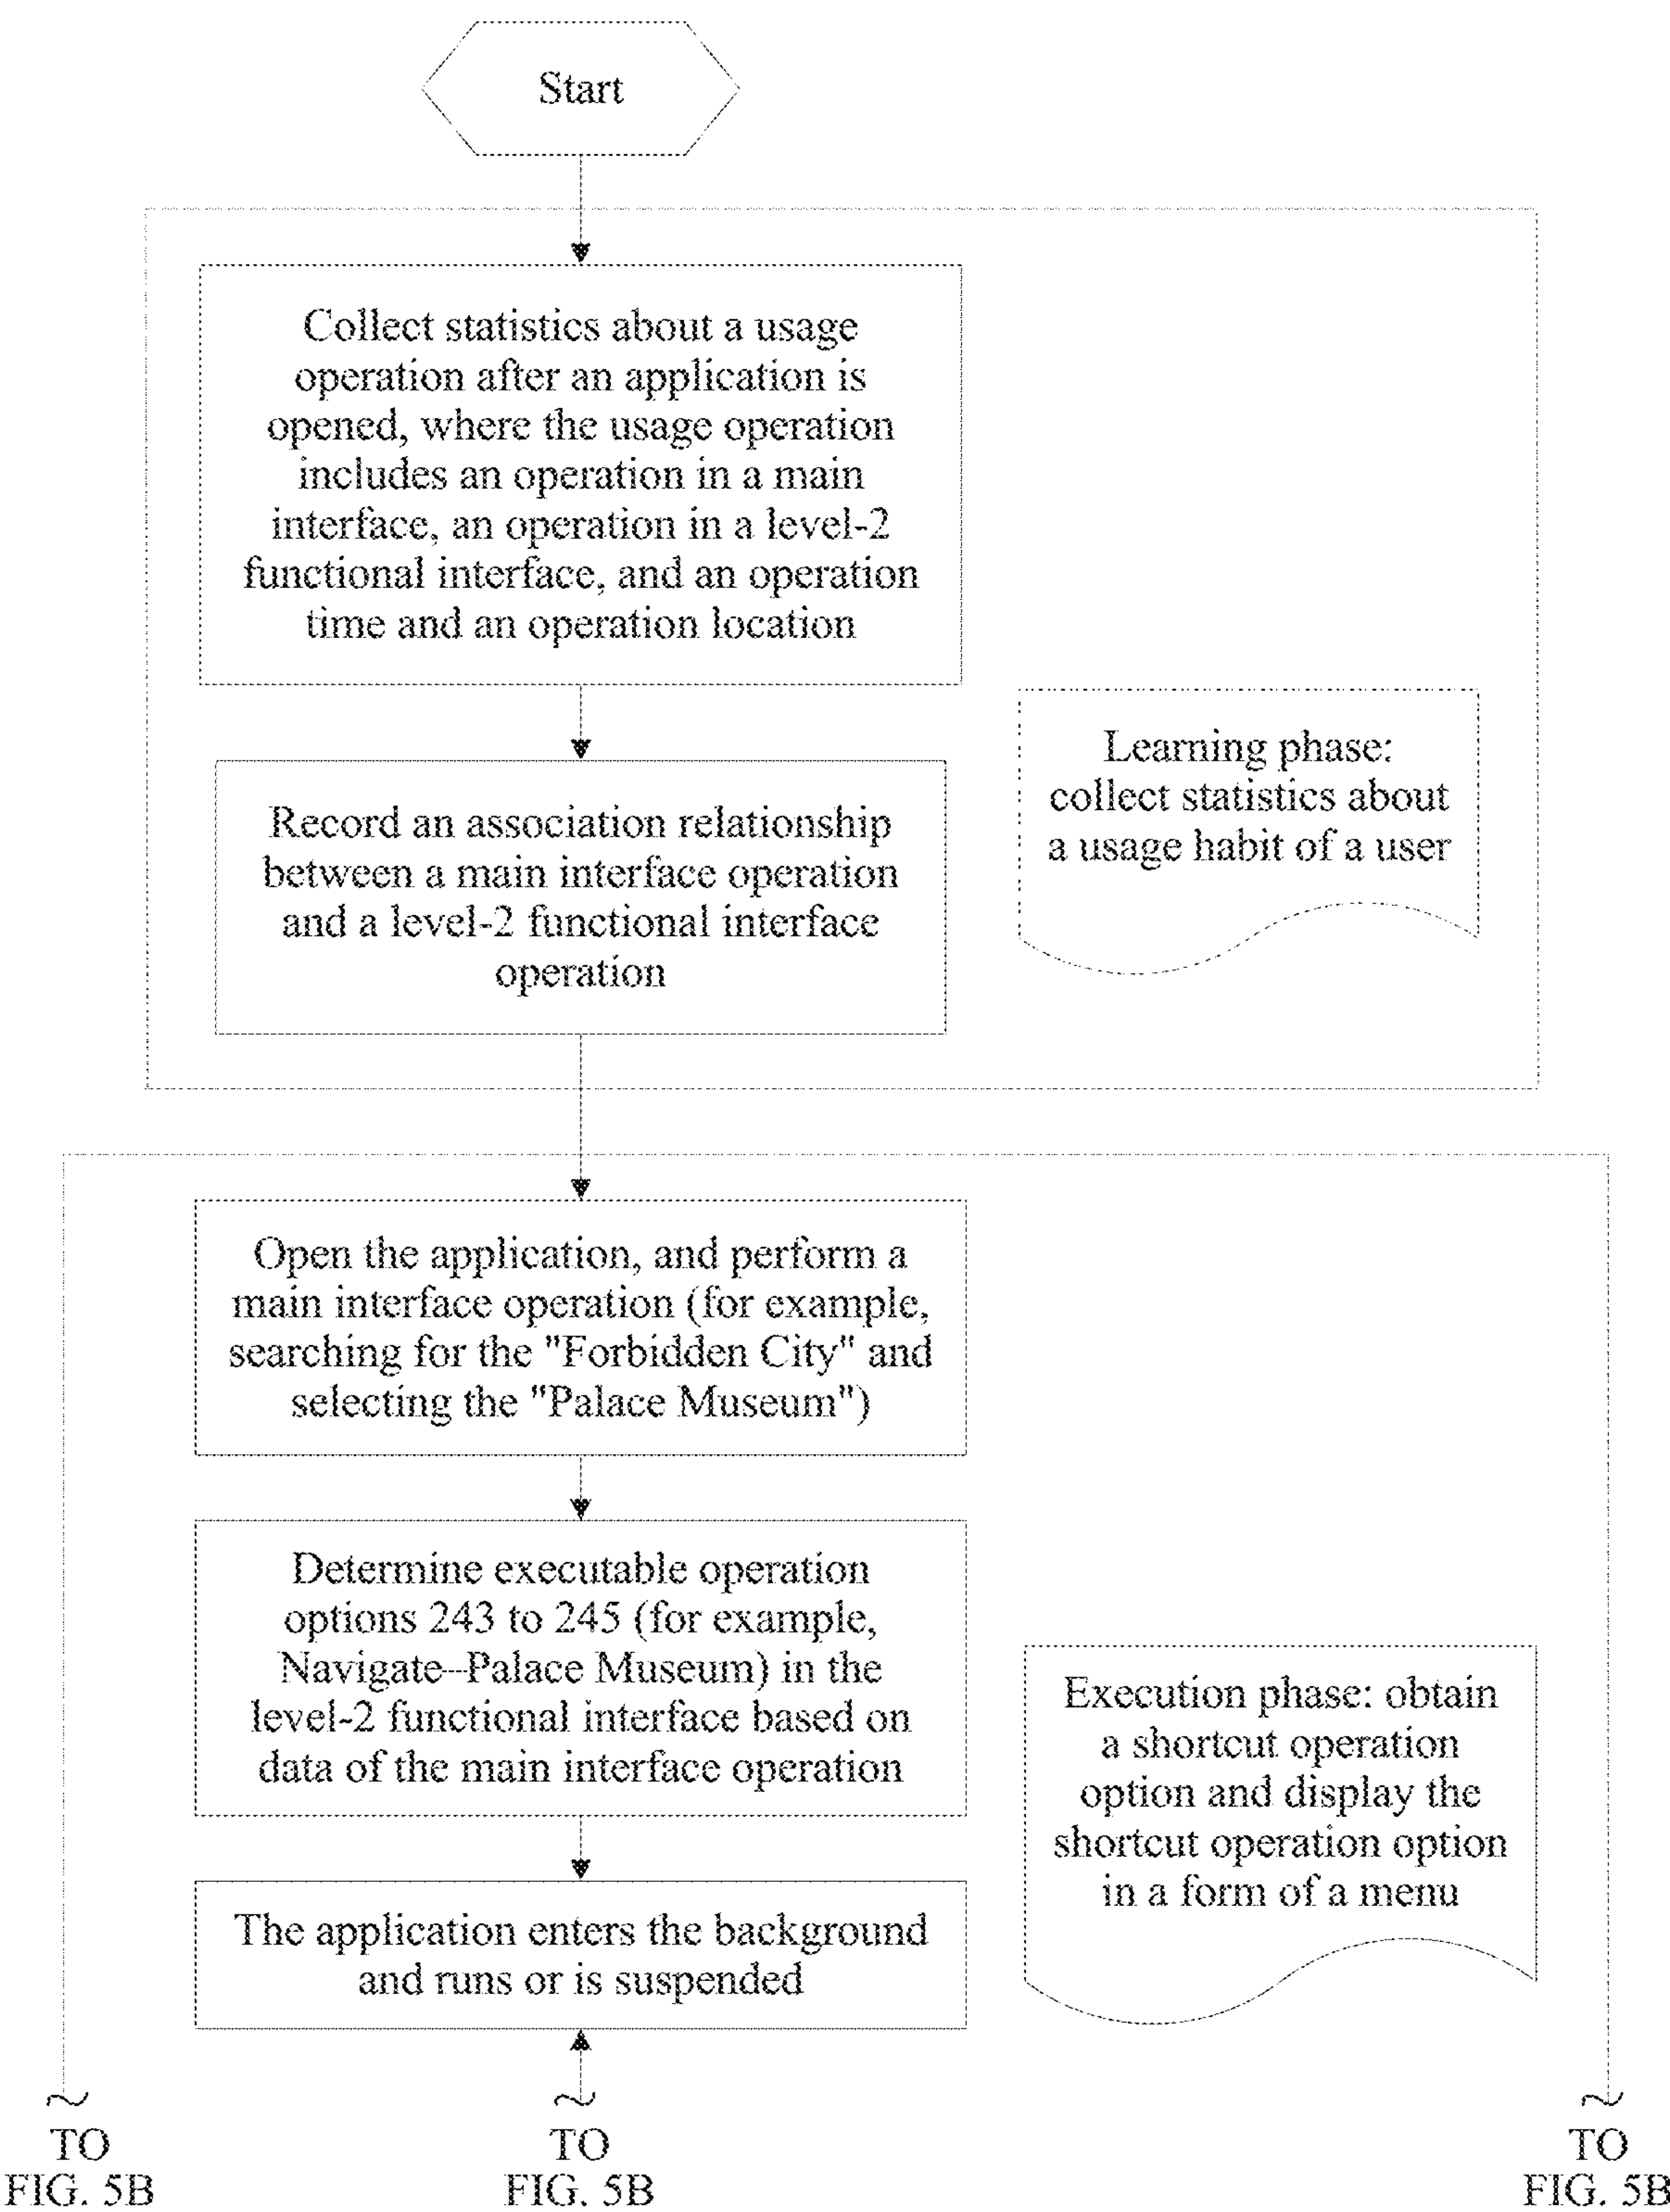 Start
Collect statistics about a usage
operation after an application is
opened, where the usage operation
includes an operation in a main
interface, an operation in a level-2
functional interface, and an operation
time and an operation location
Learning phase:
collect statistics about
a usage habit of a user
Record an association relationship
between a main interface operation
and a level-2 functional interface
operation
Open the application, and perform a
main interface operation (for example,
searching for the "Forbidden City" and
selecting the "Palace Museum")
Determine executable operation
options 243 to 245 (for example,
Navigate--Palace Museum) in the
level-2 functional interface based on
data of the main interface operation
Execution phase: obtain
a shortcut operation
option and display the
shortcut operation option
in a form of a menu
The application enters the background
and runs or is suspended
TO
FIG. 5B
TO
FIG. 5B
TO
FIG. 5B